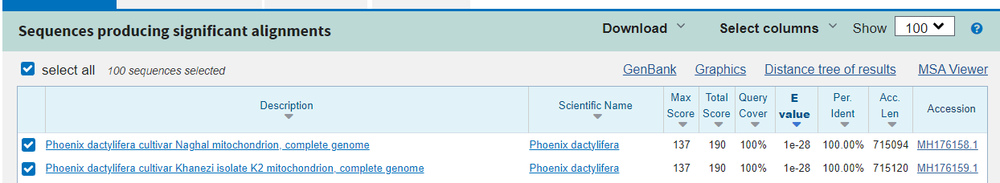 Sequences producing significant alignments Download Select columns Show 100 ?
select all 100 sequences selected GenBank Graphics Distance tree of results MSA Viewer
Description Scientific Name Max Score Total Score Query Cover E value Per. Ident Acc. Len Accession
Phoenix dactylifera cultivar Naghal mitochondrion, complete genome Phoenix dactylifera 137 190 100% 1e-28 100.00% 715094 MH176158.1
Phoenix dactylifera cultivar Khanezi isolate K2 mitochondrion, complete genome Phoenix dactylifera 137 190 100% 1e-28 100.00% 715120 MH176159.1